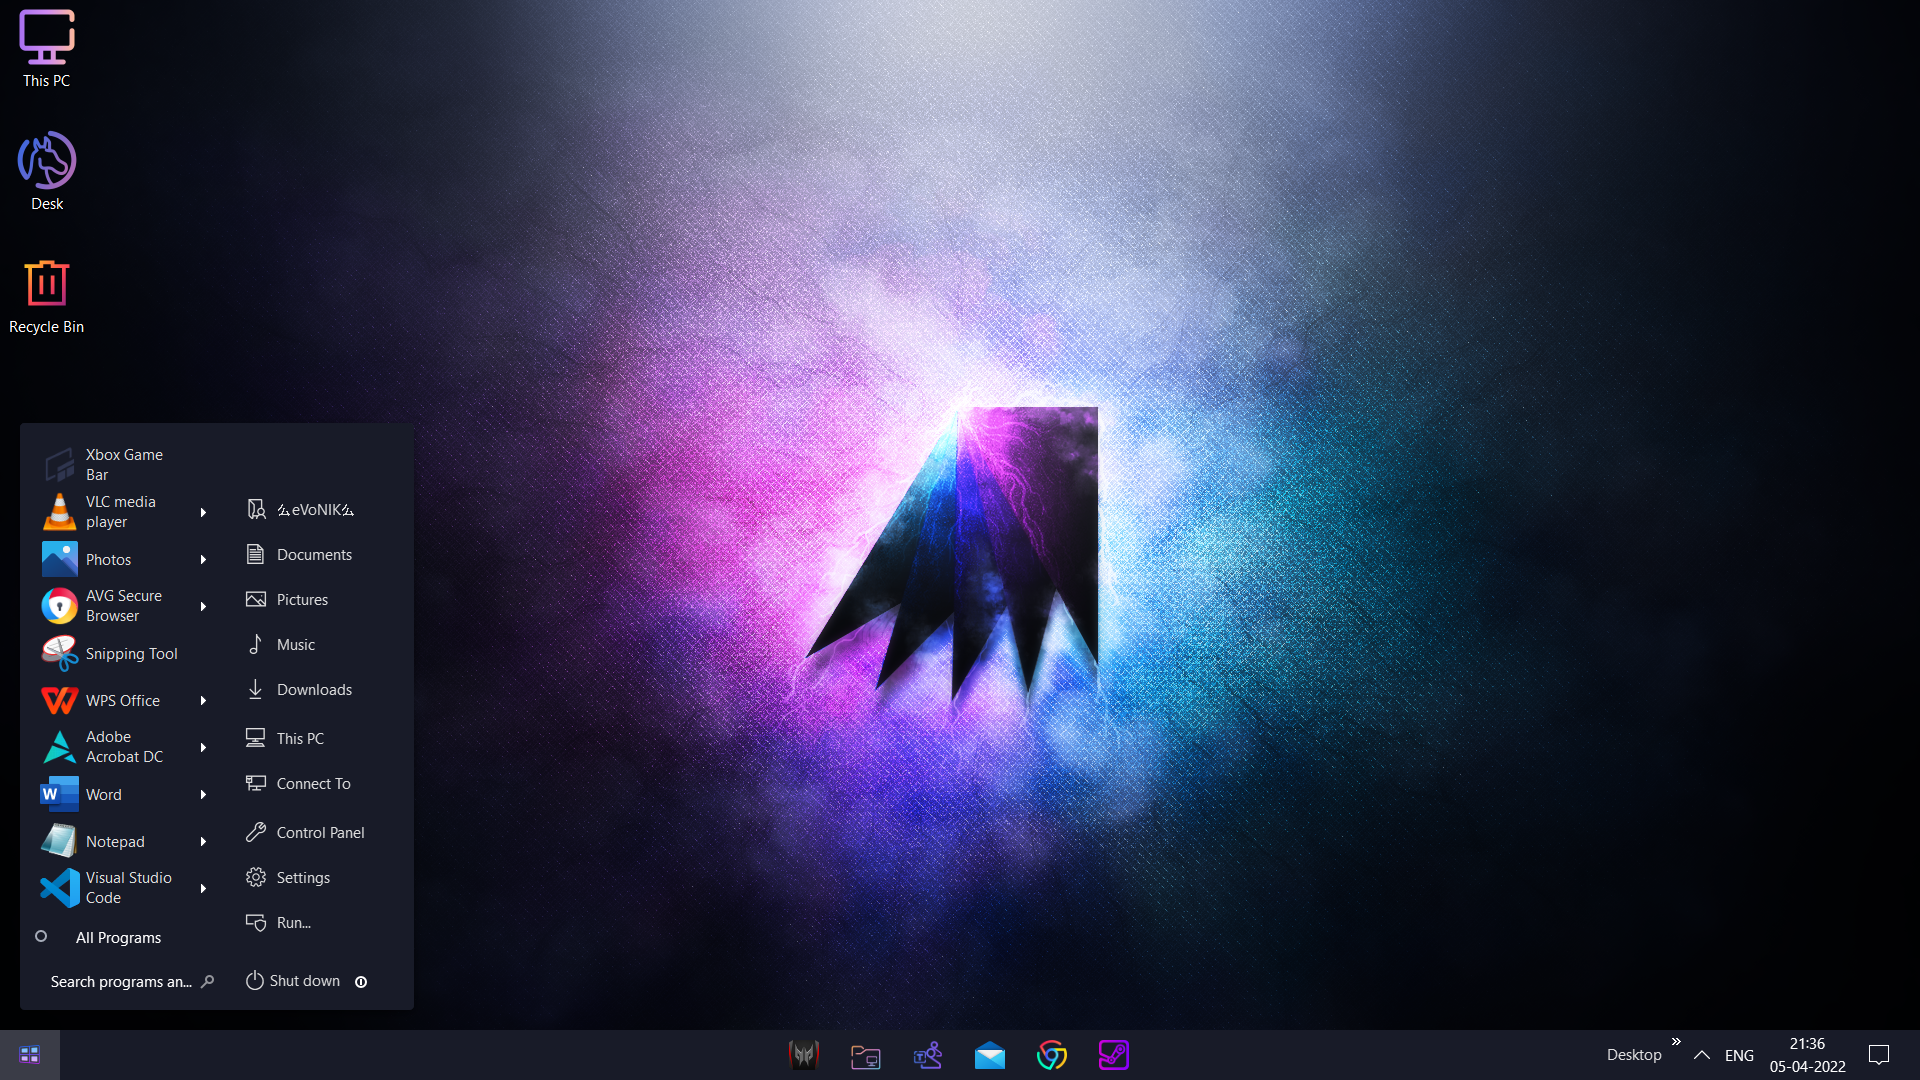 This PC
Desk
Recycle Bin
Xbox Game
Bar
VLC media
player
Photos
AVG Secure
Browser
Snipping Tool
WPS Office
Adobe
Acrobat DC
Word
Notepad
Visual Studio
Code
All Programs
Search programs an...
ムeVoNIKム
Documents
Pictures
Music
Downloads
This PC
Connect To
Control Panel
Settings
Run...
Shut down
Desktop
ENG
21:36
05-04-2022